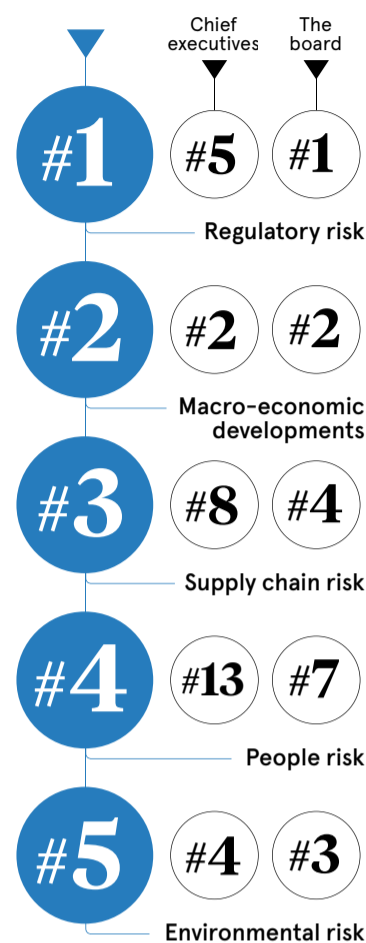 Chief
executives
The
board
#1
#5
#1
Regulatory risk
#2
#2
#2
Macro-economic
developments
#3
#8
#4
Supply chain risk
#4
#13
#7
People risk
#5
#4
#3
Environmental risk